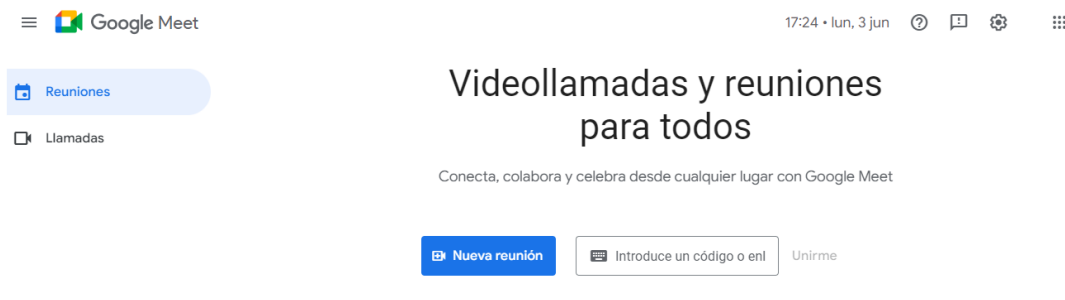 Google Meet
17:24 • lun, 3 jun
Reuniones
Llamadas
Videollamadas y reuniones
para todos
Conecta, colabora y celebra desde cualquier lugar con Google Meet
Nueva reunión
Introduce un código o enl
Unirme